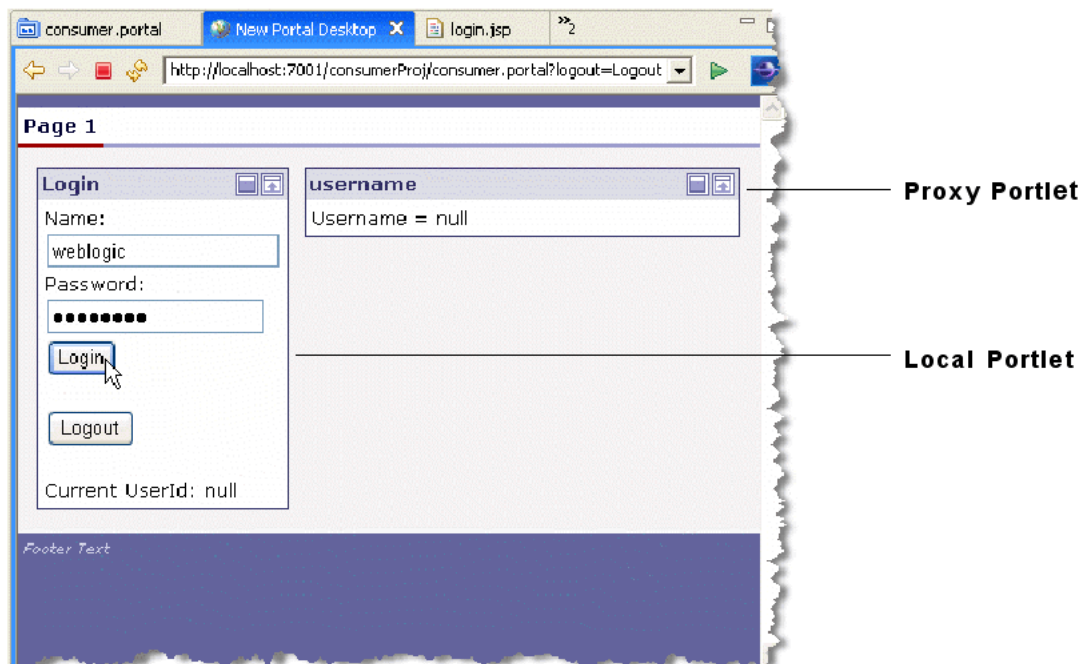 consumer.portal
New Portal Desktop
login.jsp
»2
http://localhost:7001/consumerProj/consumer.portal?logout=Logout
Page 1
Login
username
Proxy Portlet
Name:
Username = null
weblogic
Password:
••••••••
Login
Local Portlet
Logout
Current UserId: null
Footer Text